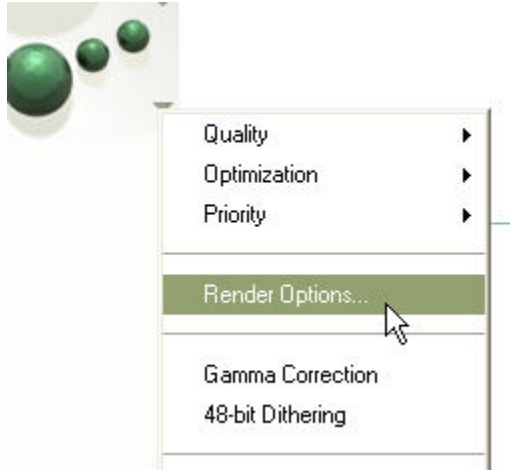 Quality
Optimization
Priority
Render Options...
Gamma Correction
48-bit Dithering